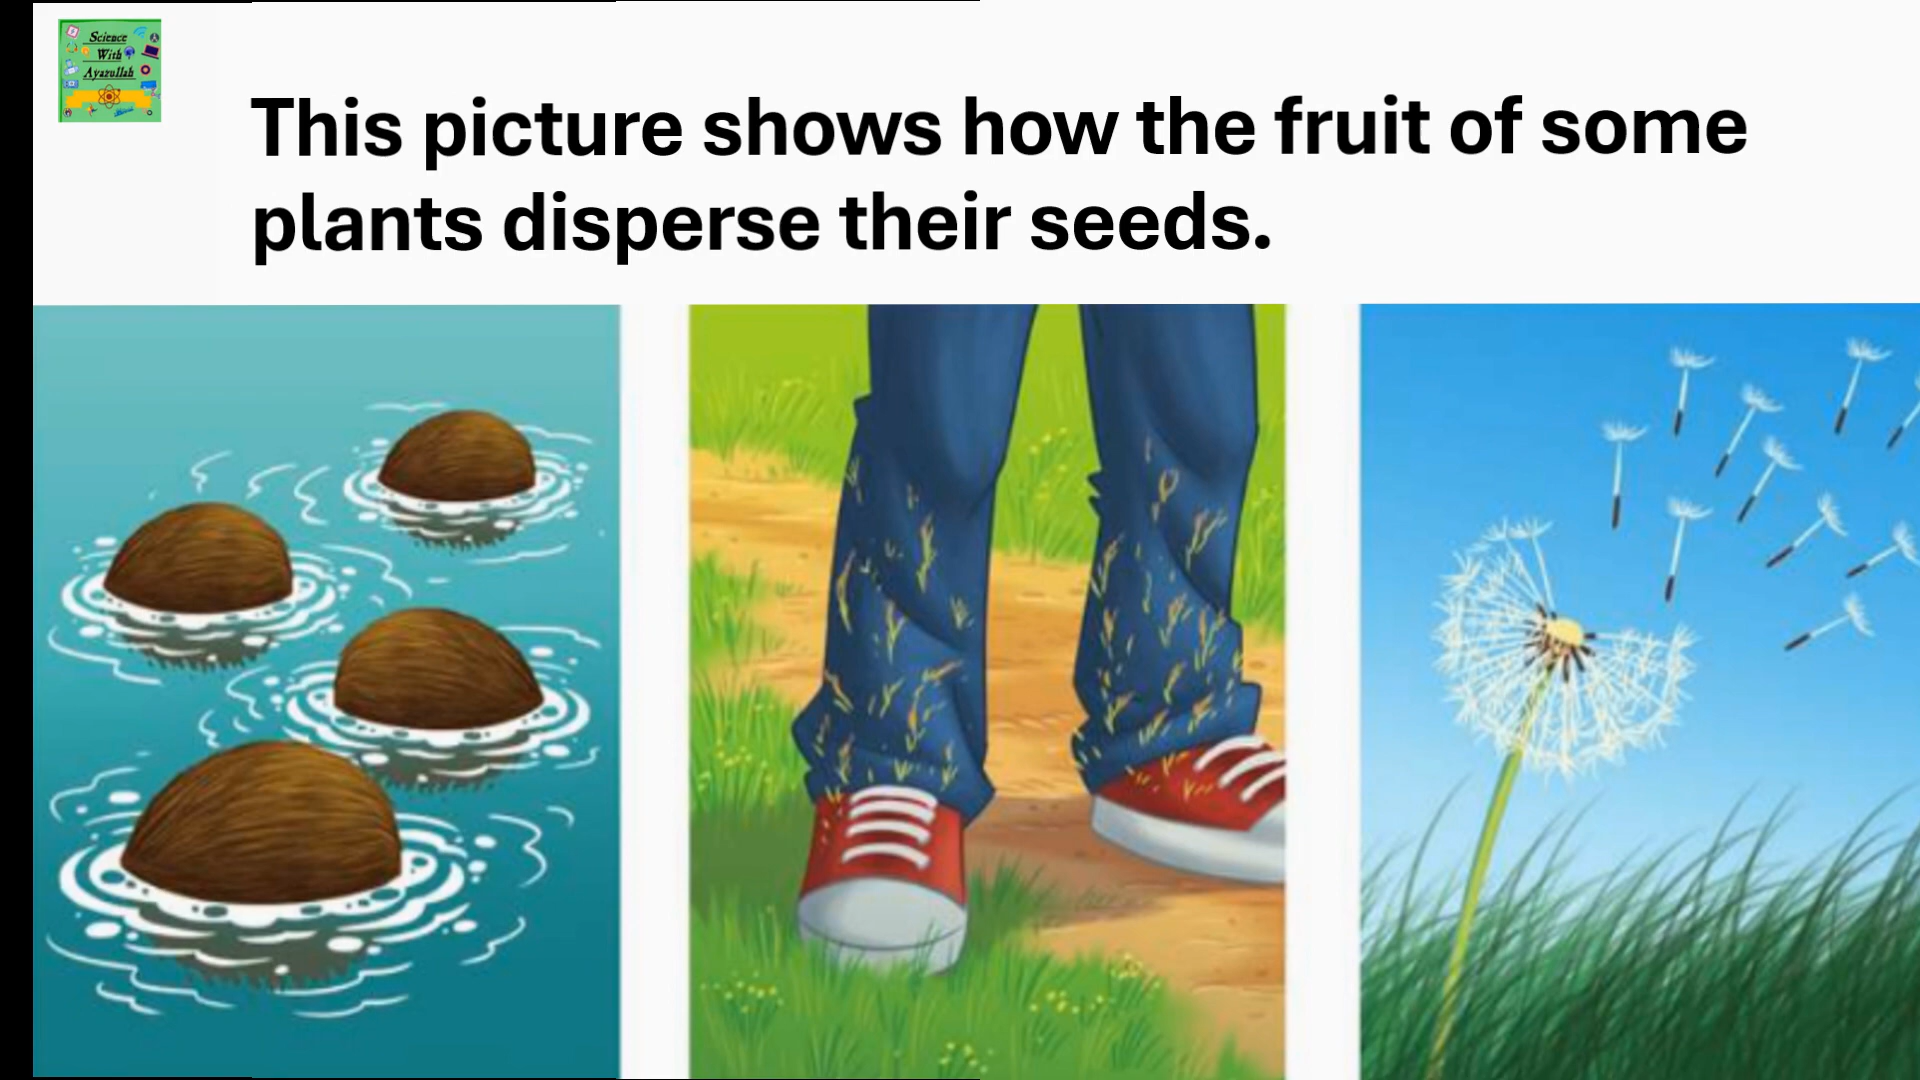 Science
With
Ayazullah
This picture shows how the fruit of some
plants disperse their seeds.